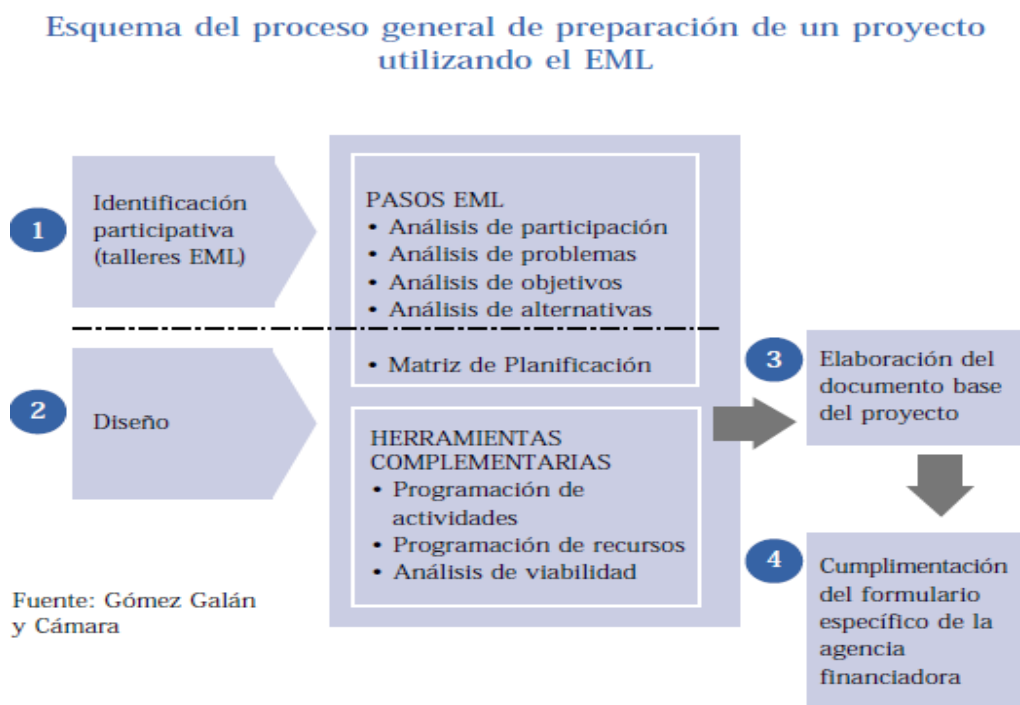 Esquema del proceso general de preparación de un proyecto
utilizando el EML
1
Identificación
participativa
(talleres EML)
PASOS EML
• Análisis de participación
• Análisis de problemas
• Análisis de objetivos
• Análisis de alternativas
• Matriz de Planificación
2
Diseño
HERRAMIENTAS
COMPLEMENTARIAS
• Programación de
actividades
• Programación de recursos
• Análisis de viabilidad
3
Elaboración del
documento base
del proyecto
4
Cumplimentación
del formulario
específico de la
agencia
financiadora
Fuente: Gómez Galán
y Cámara